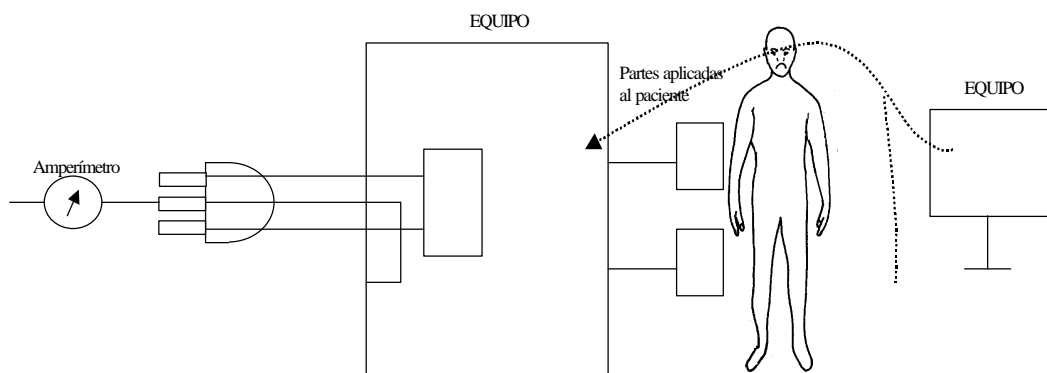 EQUIPO
Partes aplicadas
al paciente
EQUIPO
Amperímetro